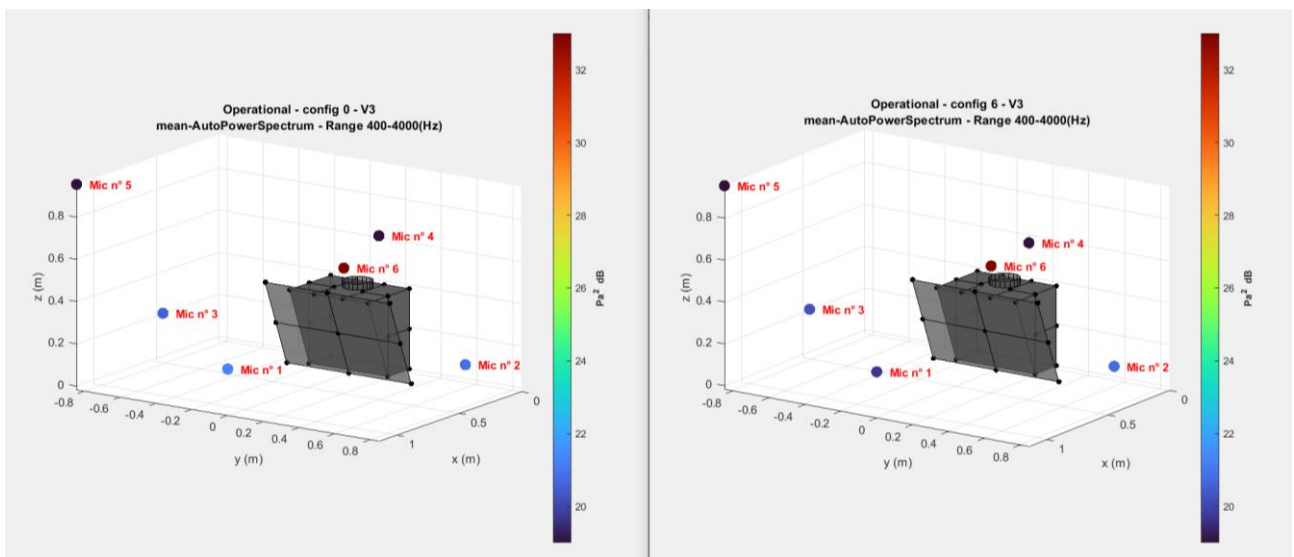 Operational - config 0 - V3
mean-AutoPowerSpectrum - Range 400-4000(Hz)
Mic n° 5
Mic n° 4
Mic n° 6
Mic n° 3
Mic n° 1
Mic n° 2
z (m)
0.8
0.6
0.4
0.2
0
-0.8
-0.6
-0.4
-0.2
0
0.2
0.4
0.6
0.8
y (m)
1
0.5
0
x (m)
32
30
28
26
24
22
20
Pa² dB
Operational - config 6 - V3
mean-AutoPowerSpectrum - Range 400-4000(Hz)
Mic n° 5
Mic n° 4
Mic n° 6
Mic n° 3
Mic n° 1
Mic n° 2
z (m)
0.8
0.6
0.4
0.2
0
-0.8
-0.6
-0.4
-0.2
0
0.2
0.4
0.6
0.8
y (m)
1
0.5
0
x (m)
32
30
28
26
24
22
20
Pa² dB